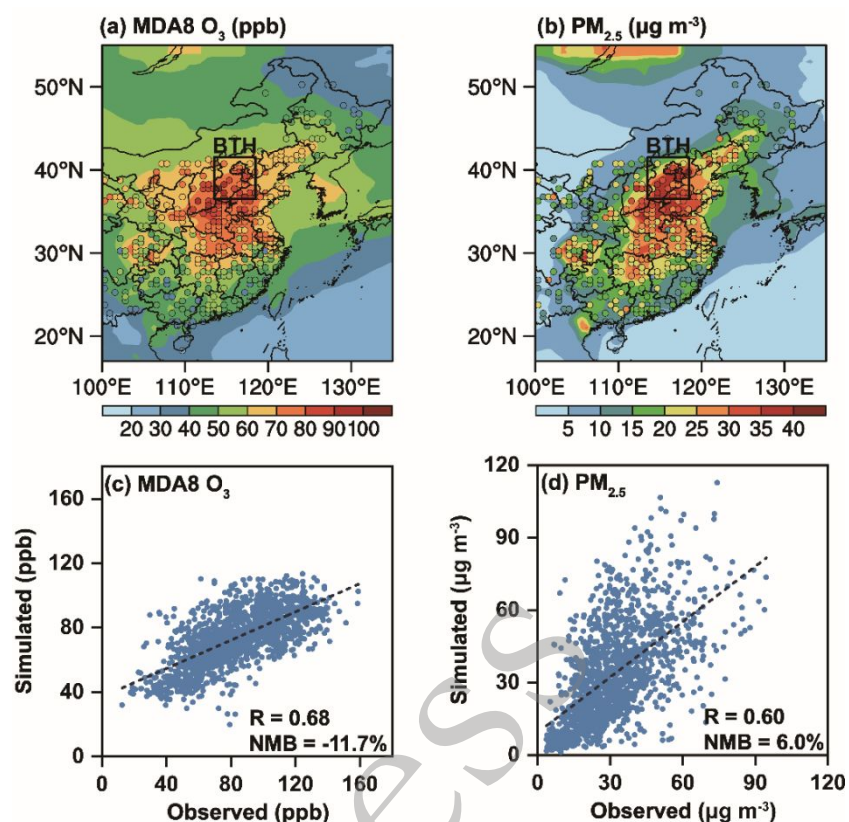 (a) MDA8 O₃ (ppb)
50°N
40°N
30°N
20°N
BTH
100°E 110°E 120°E 130°E
20 30 40 50 60 70 80 90 100
(b) PM₂.₅ (µg m⁻³)
50°N
40°N
30°N
20°N
BTH
100°E 110°E 120°E 130°E
5 10 15 20 25 30 35 40
(c) MDA8 O₃
Simulated (ppb)
160
120
80
40
0
R = 0.68
NMB = -11.7%
0 40 80 120 160
Observed (ppb)
(d) PM₂.₅
Simulated (µg m⁻³)
120
90
60
30
0
R = 0.60
NMB = 6.0%
0 30 60 90 120
Observed (µg m⁻³)
ess